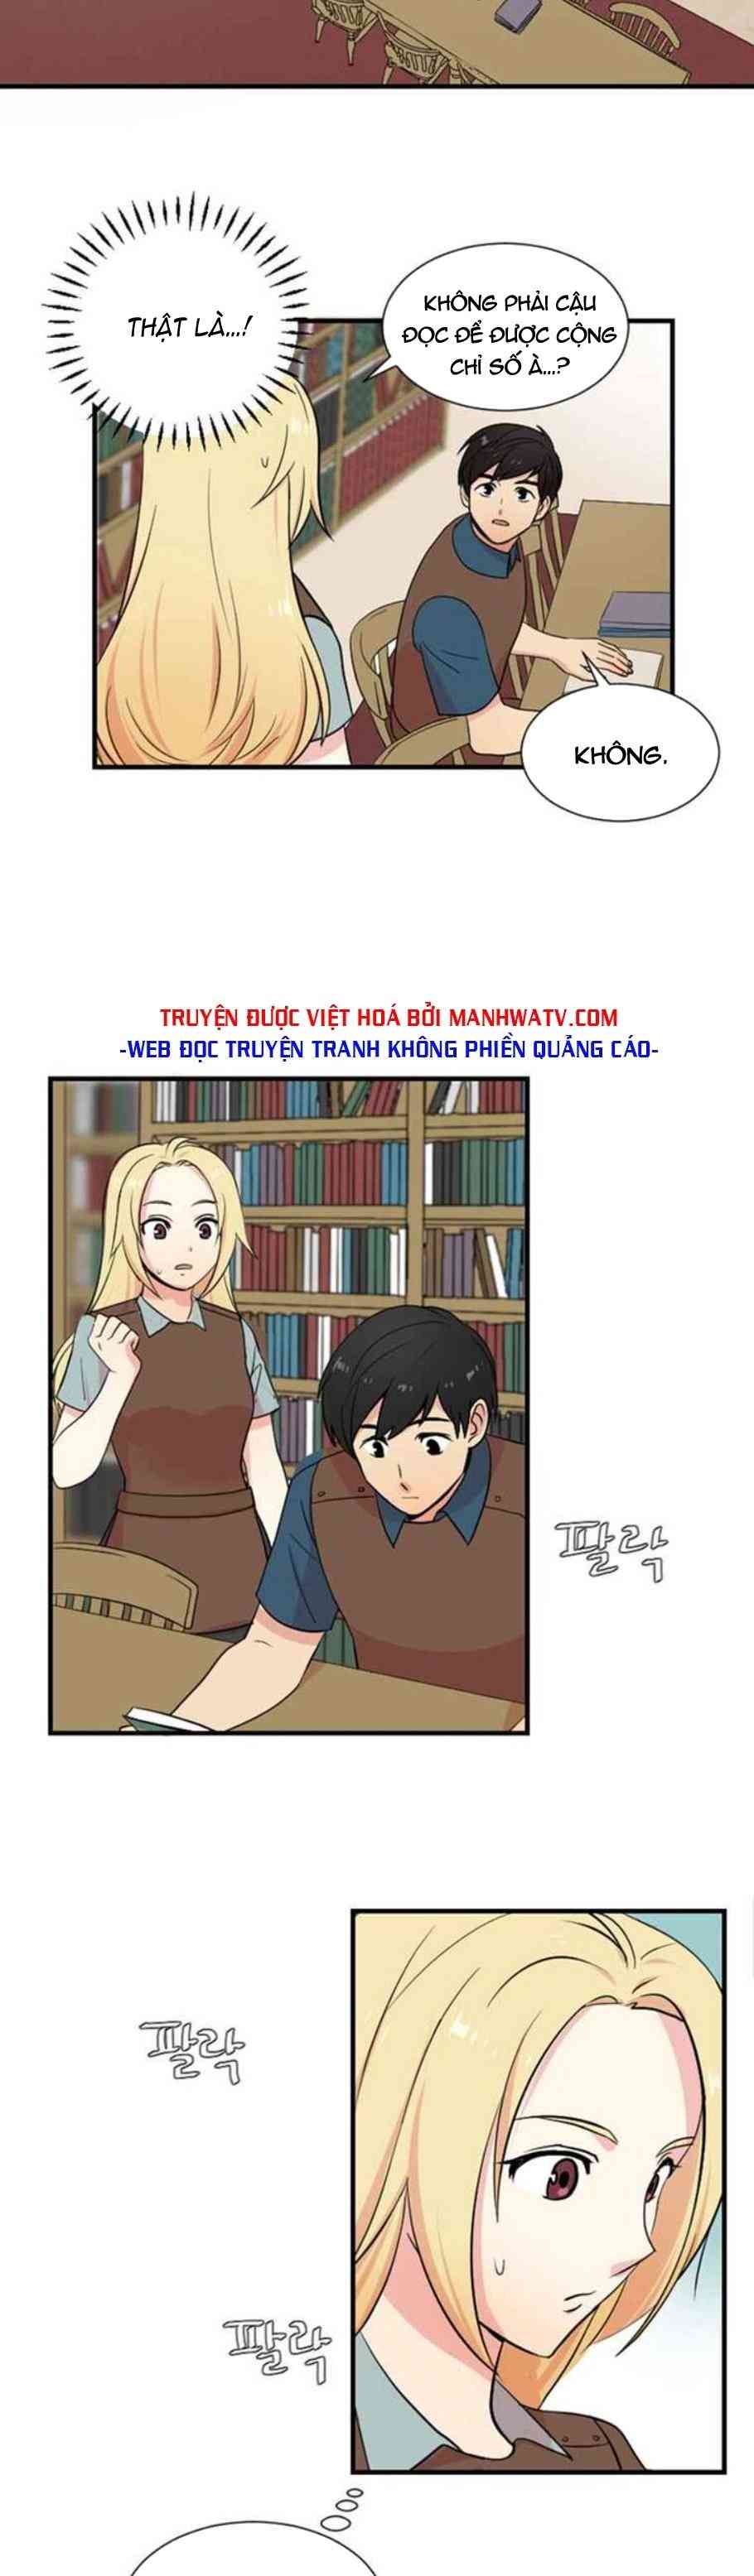 THẬT LÀ...!
KHÔNG PHẢI CẬU
ĐỌC ĐỂ ĐƯỢC CỘNG
CHỈ SỐ À...?
KHÔNG.
TRUYỆN ĐƯỢC VIỆT HOÁ BỞI MANHWATV.COM
-WEB ĐỌC TRUYỆN TRANH KHÔNG PHIỀN QUẢNG CÁO-
팔락
팔락
팔락